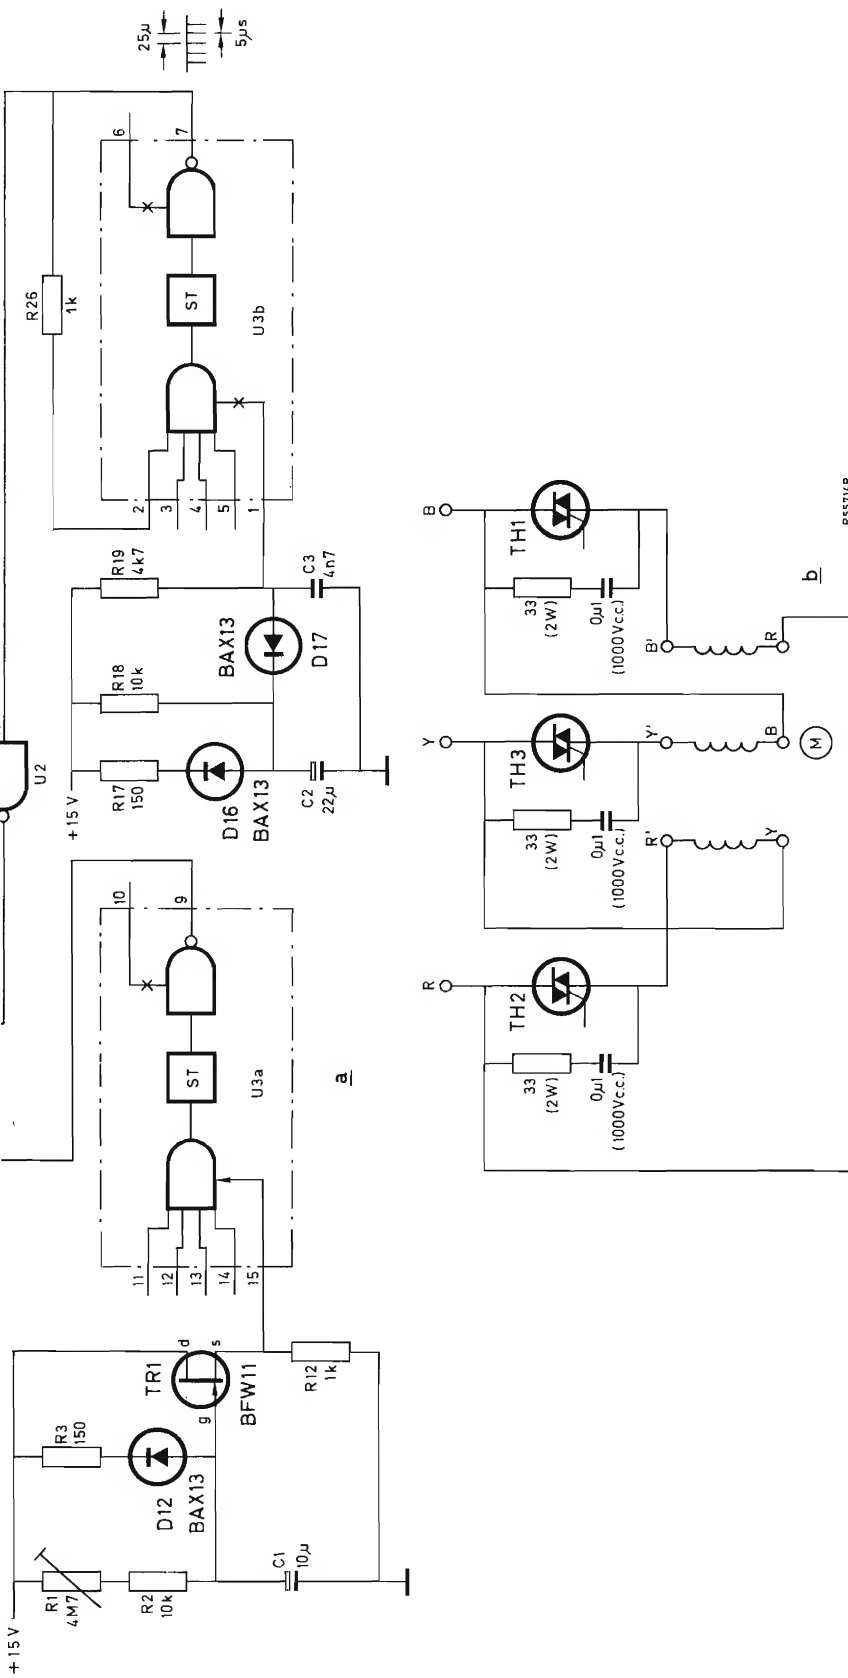 +15 V
R1
4M7
R2
10k
R3
150
D12
BAX13
C1
10µ
TR1
BFW11
d
s
g
R12
1k
11
12
13
14
15
ST
U3a
10
9
a
U2
+15 V
R17
150
D16
BAX13
C2
22µ
R18
10k
BAX13
D17
R19
4k7
C3
4n7
2
3
4
5
1
ST
U3b
6
7
R26
1k
25µ
5µs
R
TH2
33
(2W)
0µ1
(1000Vc.c.)
Y
TH3
33
(2W)
0µ1
(1000Vc.c.)
B
TH1
33
(2W)
0µ1
(1000Vc.c.)
R'
Y
Y'
B
B'
R
M
b